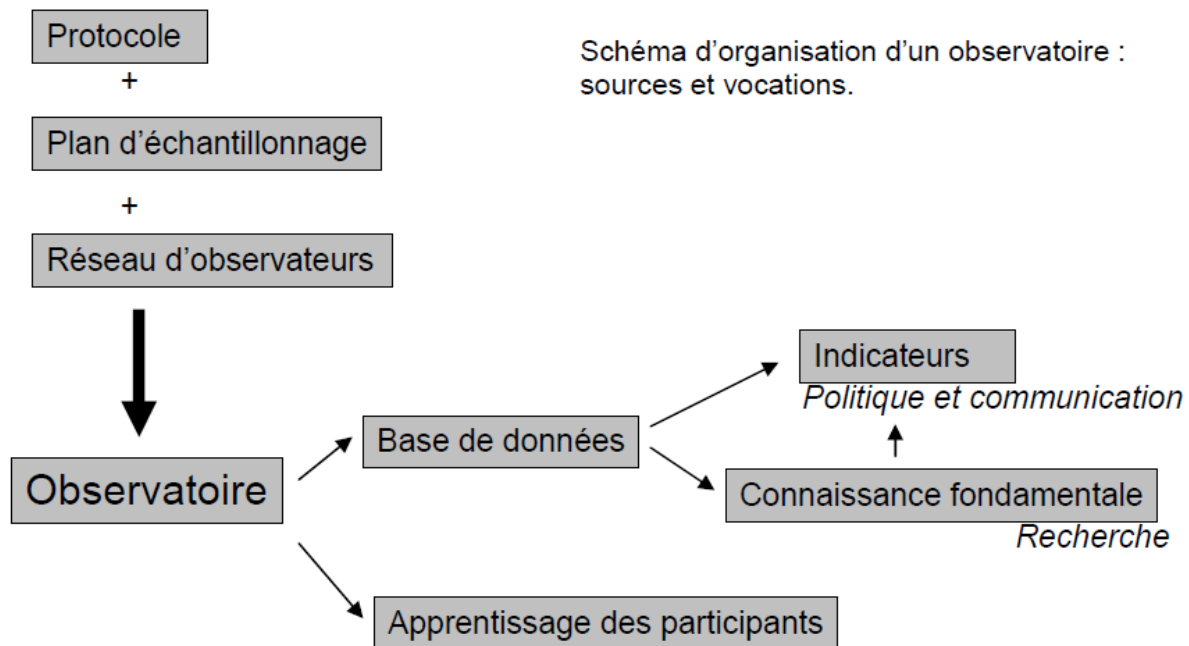 Protocole
+
Plan d’échantillonnage
+
Réseau d’observateurs
Schéma d’organisation d’un observatoire :
sources et vocations.
Indicateurs
Politique et communication
Base de données
Observatoire
Connaissance fondamentale
Recherche
Apprentissage des participants